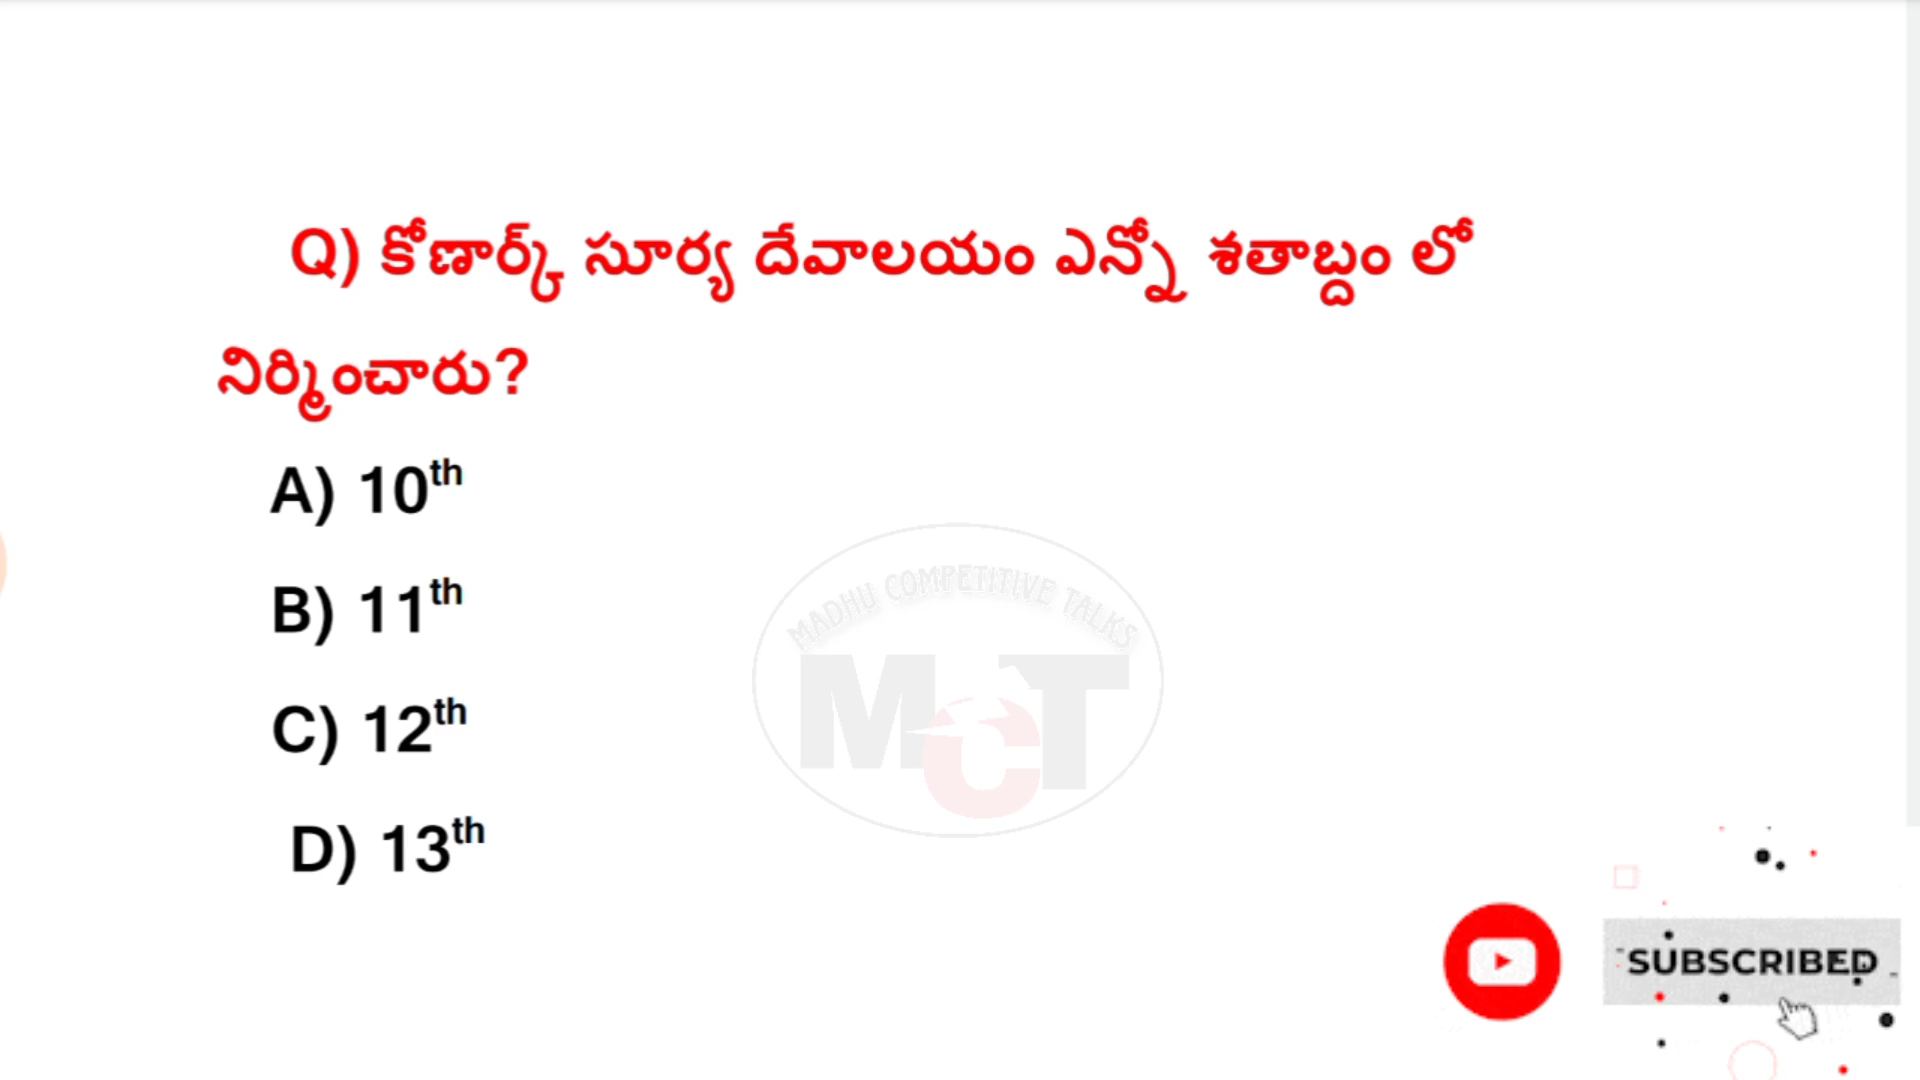 Q) కోణార్క్ సూర్య దేవాలయం ఎన్నో శతాబ్దం లో
నిర్మించారు?
A) 10th
B) 11th
C) 12th
D) 13th
MADHU COMPETITIVE TALKS
MCT
SUBSCRIBED